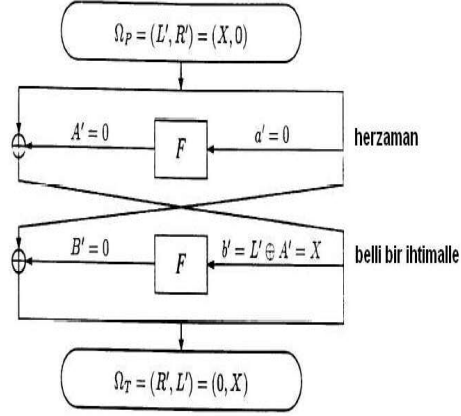 Ω_P = (L′, R′) = (X, 0)
A′ = 0
F
a′ = 0
herzaman
B′ = 0
F
b′ = L′ ⊕ A′ = X
belli bir ihtimalle
Ω_T = (R′, L′) = (0, X)